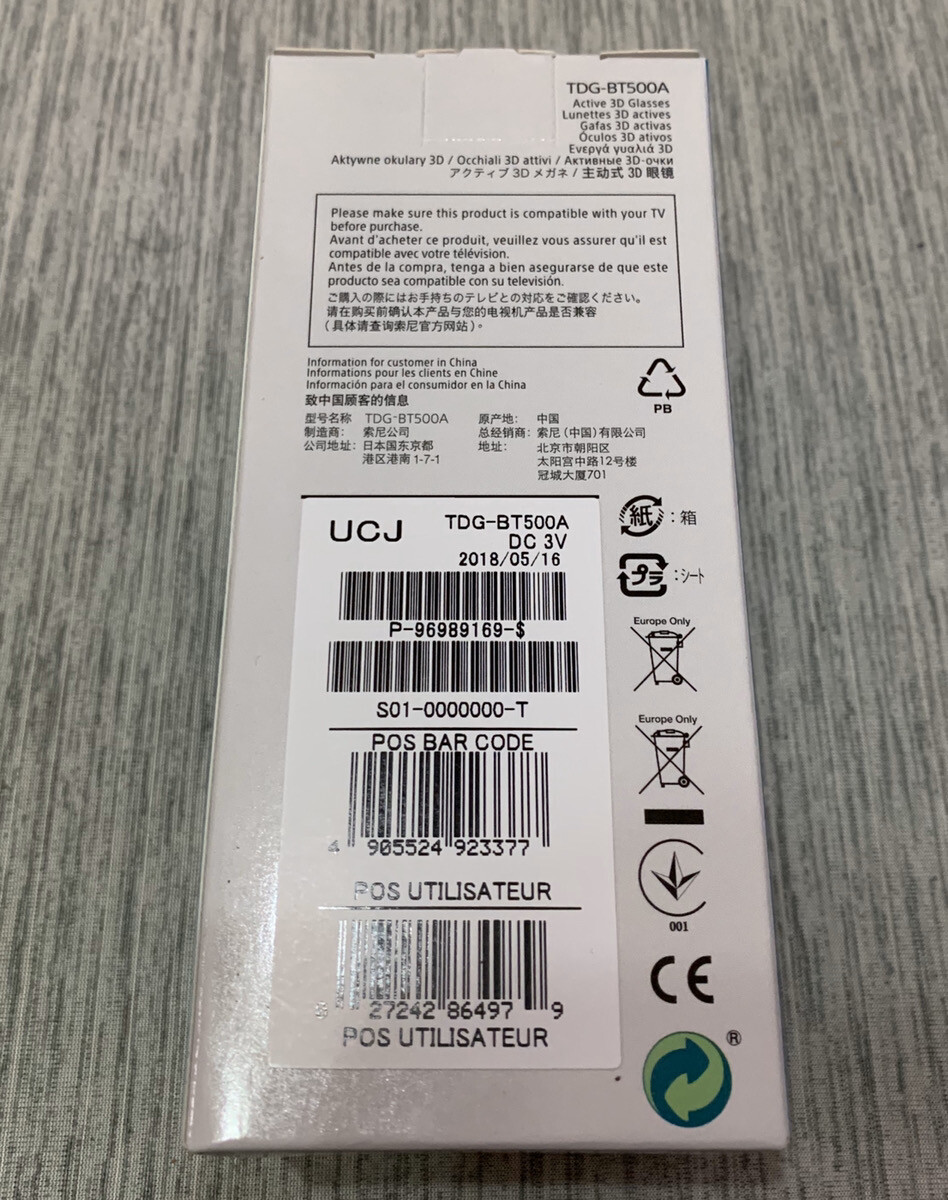 TDG-BT500A
Active 3D Glasses
Lunettes 3D actives
Gafas 3D activas
Óculos 3D ativos
Ενεργά γυαλιά 3D
Aktywne okulary 3D / Occhiali 3D attivi / Активные 3D-очки
アクティブ 3D メガネ / 主动式 3D 眼镜
Please make sure this product is compatible with your TV
before purchase.
Avant d'acheter ce produit, veuillez vous assurer qu'il est
compatible avec votre télévision.
Antes de la compra, tenga a bien asegurarse de que este
producto sea compatible con su televisión.
ご購入の際にはお手持ちのテレビとの対応をご確認ください。
请在购买前确认本产品与您的电视机产品是否兼容
（具体请查询索尼官方网站）。
Information for customer in China
Informations pour les clients en Chine
Información para el consumidor en la China
致中国顾客的信息
型号名称 TDG-BT500A 原产地: 中国
制造商: 索尼公司 总经销商: 索尼（中国）有限公司
公司地址: 日本国东京都 地址: 北京市朝阳区
港区港南 1-7-1 太阳宫中路12号楼
冠城大厦701
PB
UCJ
TDG-BT500A
DC 3V
2018/05/16
P-96989169-$
S01-0000000-T
POS BAR CODE
4 905524 923377
POS UTILISATEUR
27242 86497 9
POS UTILISATEUR
紙 : 箱
プラ : シート
Europe Only
Europe Only
001
CE
®